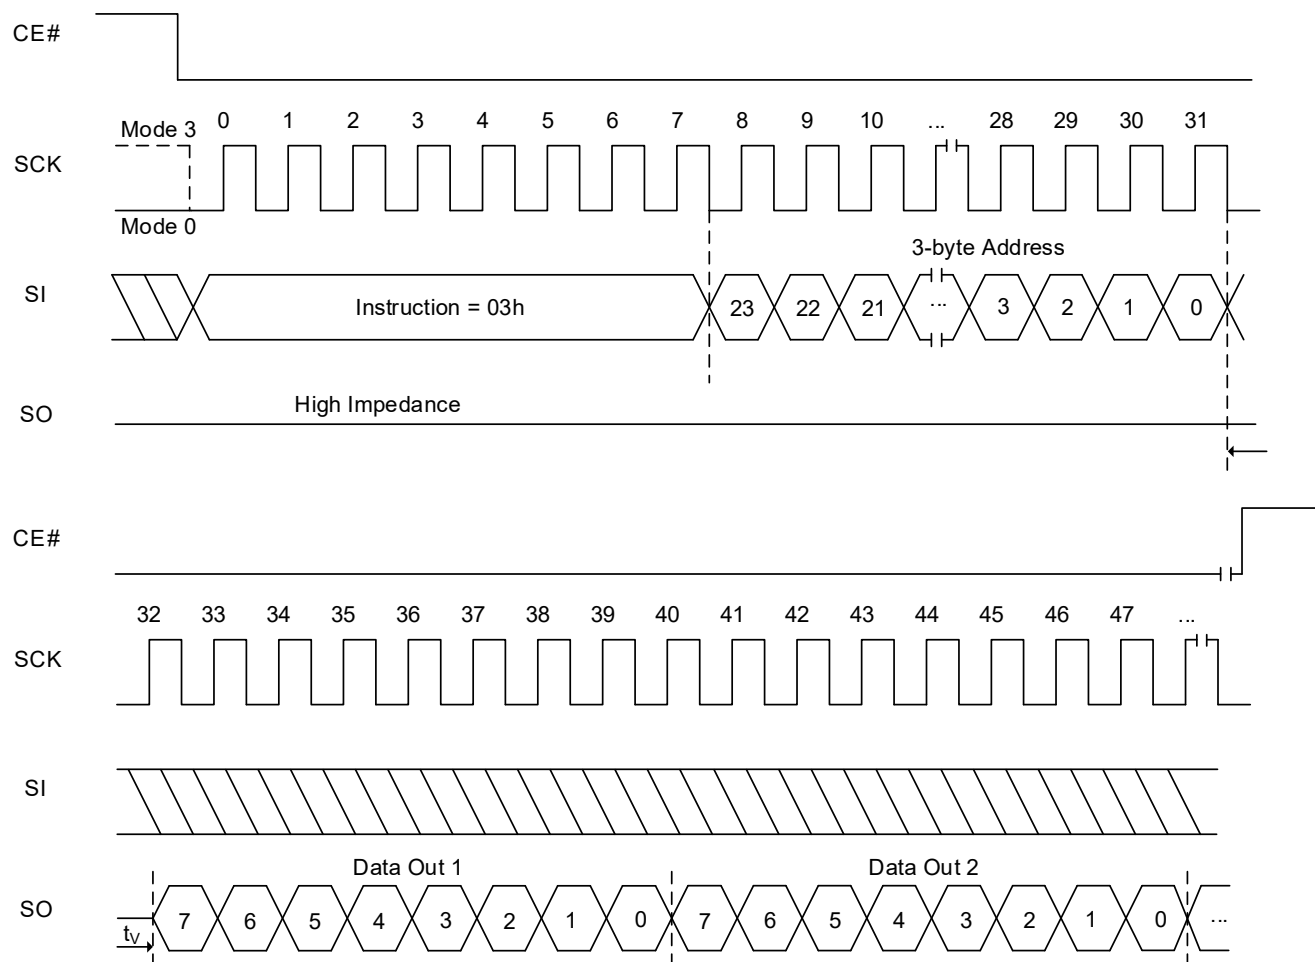 CE#
0 1 2 3 4 5 6 7 8 9 10 ... 28 29 30 31
Mode 3
SCK
Mode 0
3-byte Address
SI
Instruction = 03h 23 22 21 ... 3 2 1 0
High Impedance
SO
CE#
32 33 34 35 36 37 38 39 40 41 42 43 44 45 46 47 ...
SCK
SI
Data Out 1 Data Out 2
SO
7 6 5 4 3 2 1 0 7 6 5 4 3 2 1 0 ...
tV